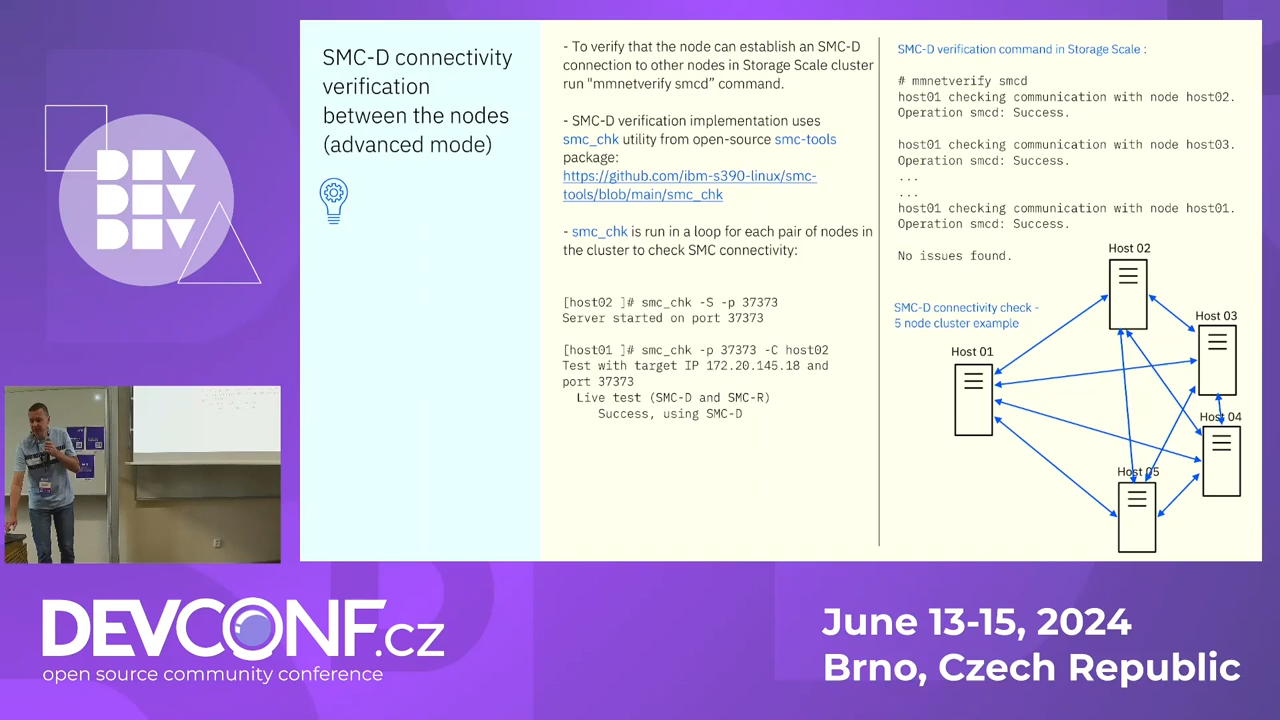 SMC-D connectivity
verification
between the nodes
(advanced mode)
- To verify that the node can establish an SMC-D
connection to other nodes in Storage Scale cluster
run "mmnetverify smcd” command.
- SMC-D verification implementation uses
smc_chk utility from open-source smc-tools
package:
https://github.com/ibm-s390-linux/smc-
tools/blob/main/smc_chk
- smc_chk is run in a loop for each pair of nodes in
the cluster to check SMC connectivity:
[host02 ]# smc_chk -S -p 37373
Server started on port 37373
[host01 ]# smc_chk -p 37373 -C host02
Test with target IP 172.20.145.18 and
port 37373
Live test (SMC-D and SMC-R)
Success, using SMC-D
SMC-D verification command in Storage Scale :
# mmnetverify smcd
host01 checking communication with node host02.
Operation smcd: Success.
host01 checking communication with node host03.
Operation smcd: Success.
...
...
host01 checking communication with node host01.
Operation smcd: Success.
No issues found.
SMC-D connectivity check -
5 node cluster example
Host 01
Host 02
Host 03
Host 04
Host 05
DEV
DEV
DEV
DEVCONF.cz
open source community conference
June 13-15, 2024
Brno, Czech Republic